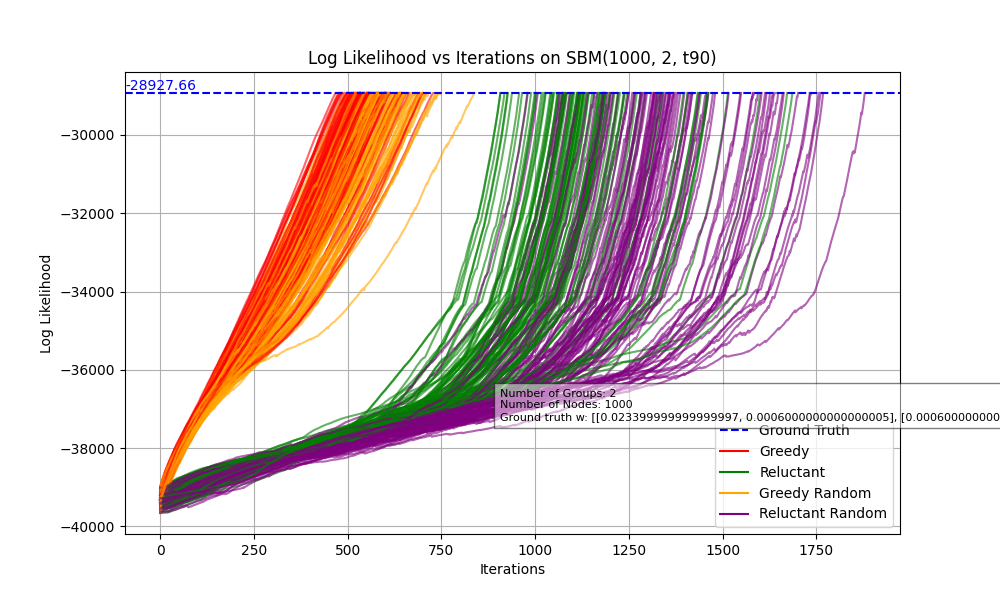 Log Likelihood vs Iterations on SBM(1000, 2, t90)
-28927.66
−30000
−32000
−34000
−36000
−38000
−40000
Log Likelihood
Number of Groups: 2
Number of Nodes: 1000
Ground truth w: [[0.023399999999999997, 0.0006000000000000005], [0.000600000000
Ground Truth
Greedy
Reluctant
Greedy Random
Reluctant Random
0 250 500 750 1000 1250 1500 1750
Iterations